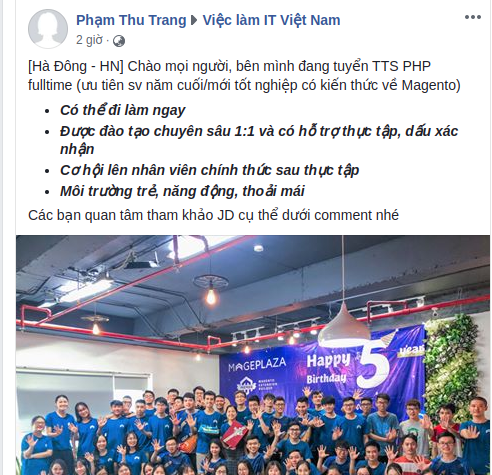 Phạm Thu Trang ▸ Việc làm IT Việt Nam
2 giờ ·
[Hà Đông - HN] Chào mọi người, bên mình đang tuyển TTS PHP
fulltime (ưu tiên sv năm cuối/mới tốt nghiệp có kiến thức về Magento)
• Có thể đi làm ngay
• Được đào tạo chuyên sâu 1:1 và có hỗ trợ thực tập, dấu xác
nhận
• Cơ hội lên nhân viên chính thức sau thực tập
• Môi trường trẻ, năng động, thoải mái
Các bạn quan tâm tham khảo JD cụ thể dưới comment nhé
MAGEPLAZA
Happy
Birthday
5
year